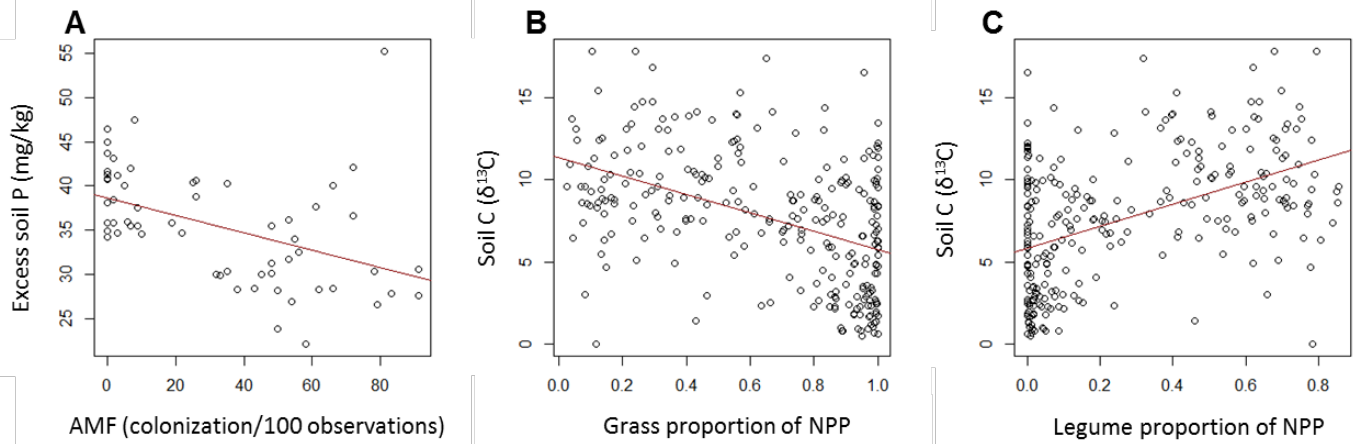 A
B
C
Excess soil P (mg/kg)
55
50
45
40
35
30
25
0 20 40 60 80
AMF (colonization/100 observations)
Soil C (δ¹³C)
15
10
5
0
0.0 0.2 0.4 0.6 0.8 1.0
Grass proportion of NPP
Soil C (δ¹³C)
15
10
5
0
0.0 0.2 0.4 0.6 0.8
Legume proportion of NPP